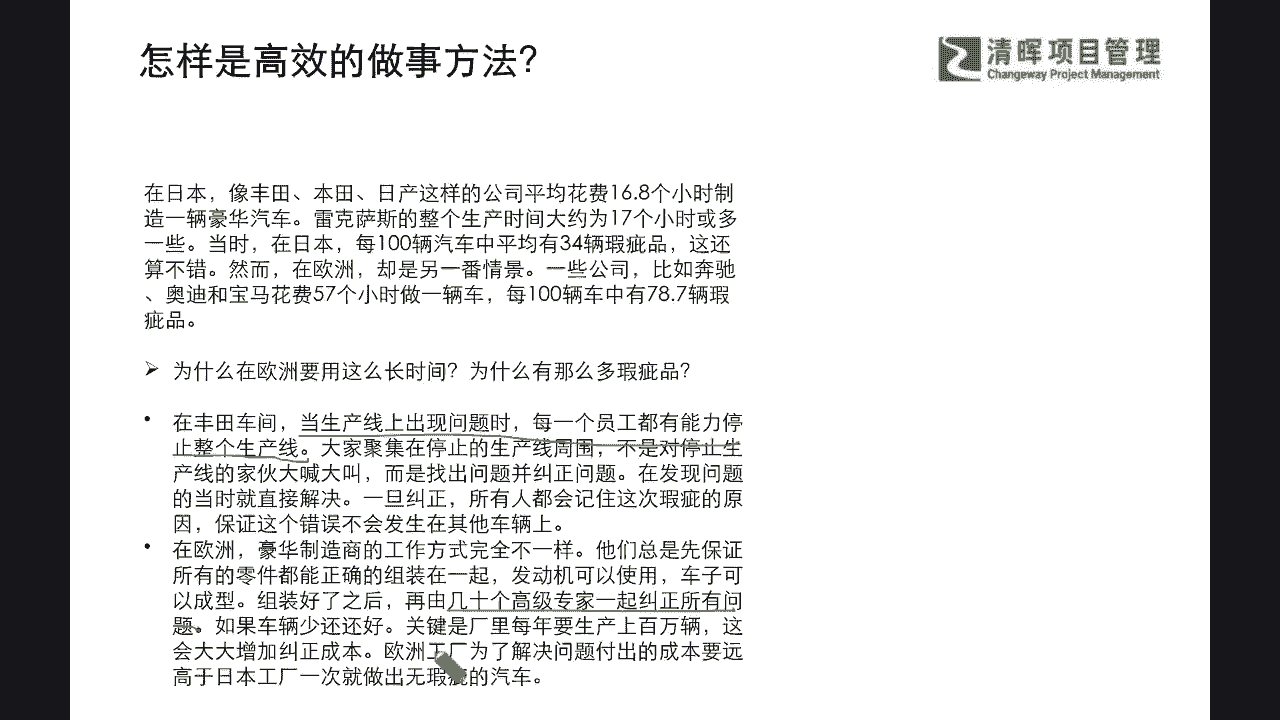 怎样是高效的做事方法?
清晖项目管理
Changeway Project Management
在日本，像丰田、本田、日产这样的公司平均花费16.8个小时制
造一辆豪华汽车。雷克萨斯的整个生产时间大约为17个小时或多
一些。当时，在日本，每100辆汽车中平均有34辆瑕疵品，这还
算不错。然而，在欧洲，却是另一番情景。一些公司，比如奔驰
、奥迪和宝马花费57个小时做一辆车，每100辆车中有78.7辆瑕
疵品。
➢ 为什么在欧洲要用这么长时间？为什么有那么多瑕疵品?
• 在丰田车间，当生产线上出现问题时，每一个员工都有能力停
止整个生产线。大家聚集在停止的生产线周围，不是对停止生
产线的家伙大喊大叫，而是找出问题并纠正问题。在发现问题
的当时就直接解决。一旦纠正，所有人都会记住这次瑕疵的原
因，保证这个错误不会发生在其他车辆上。
• 在欧洲，豪华制造商的工作方式完全不一样。他们总是先保证
所有的零件都能正确的组装在一起，发动机可以使用，车子可
以成型。组装好了之后，再由几十个高级专家一起纠正所有问
题。如果车辆少还还好。关键是厂里每年要生产上百万辆，这
会大大增加纠正成本。欧洲工厂为了解决问题付出的成本要远
高于日本工厂一次就做出无瑕疵的汽车。